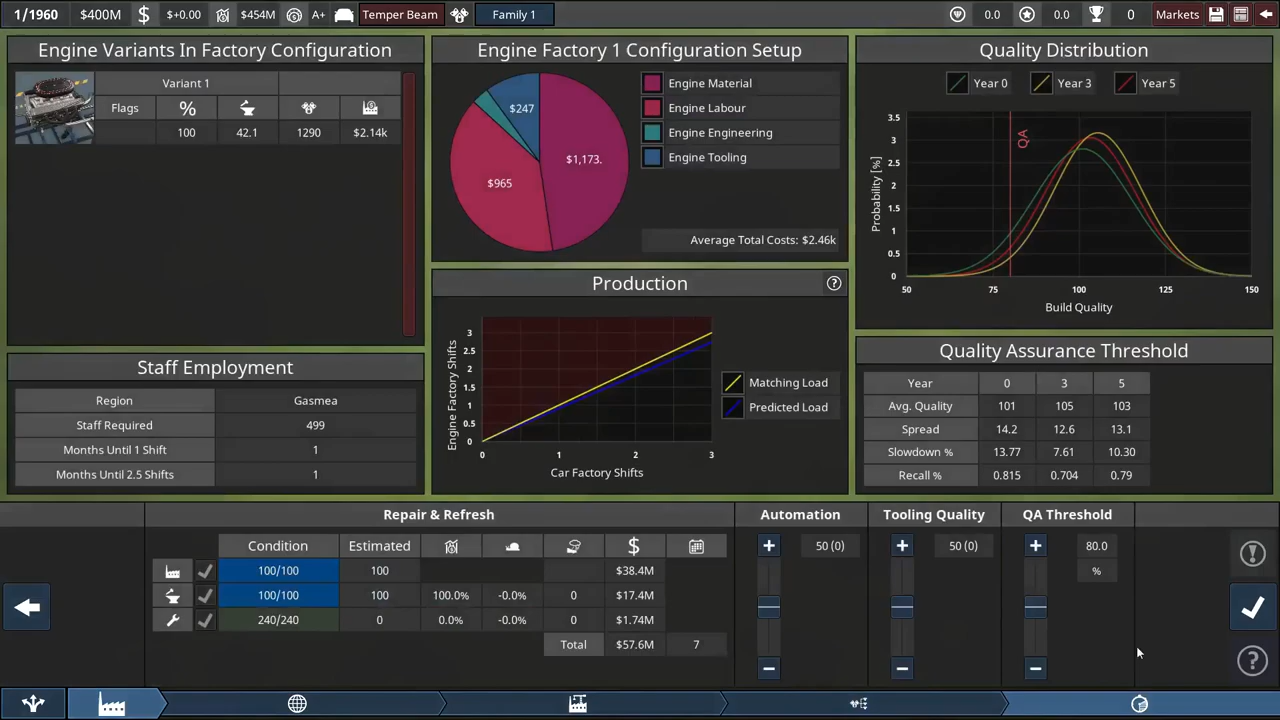 1/1960 $400M $+0.00 $454M A+ Temper Beam Family 1 0.0 0.0 0 Markets
Engine Variants In Factory Configuration
Variant 1
Flags %
100 42.1 1290 $2.14k
Engine Factory 1 Configuration Setup
$247
$1,173.
$965
Engine Material
Engine Labour
Engine Engineering
Engine Tooling
Average Total Costs: $2.46k
Quality Distribution
Year 0 Year 3 Year 5
Probability [%]
3.5
3
2.5
2
1.5
1
0.5
0
QA
50 75 100 125 150
Build Quality
Staff Employment
Region Gasmea
Staff Required 499
Months Until 1 Shift 1
Months Until 2.5 Shifts 1
Production ?
Engine Factory Shifts
3
2.5
2
1.5
1
0.5
0
0 1 2 3
Car Factory Shifts
Matching Load
Predicted Load
Quality Assurance Threshold
Year 0 3 5
Avg. Quality 101 105 103
Spread 14.2 12.6 13.1
Slowdown % 13.77 7.61 10.30
Recall % 0.815 0.704 0.79
Repair & Refresh
Condition Estimated $
100/100 100 $38.4M
100/100 100 100.0% -0.0% 0 $17.4M
240/240 0 0.0% -0.0% 0 $1.74M
Total $57.6M 7
Automation
+ 50 (0)
−
Tooling Quality
+ 50 (0)
−
QA Threshold
+ 80.0
%
−
!
?